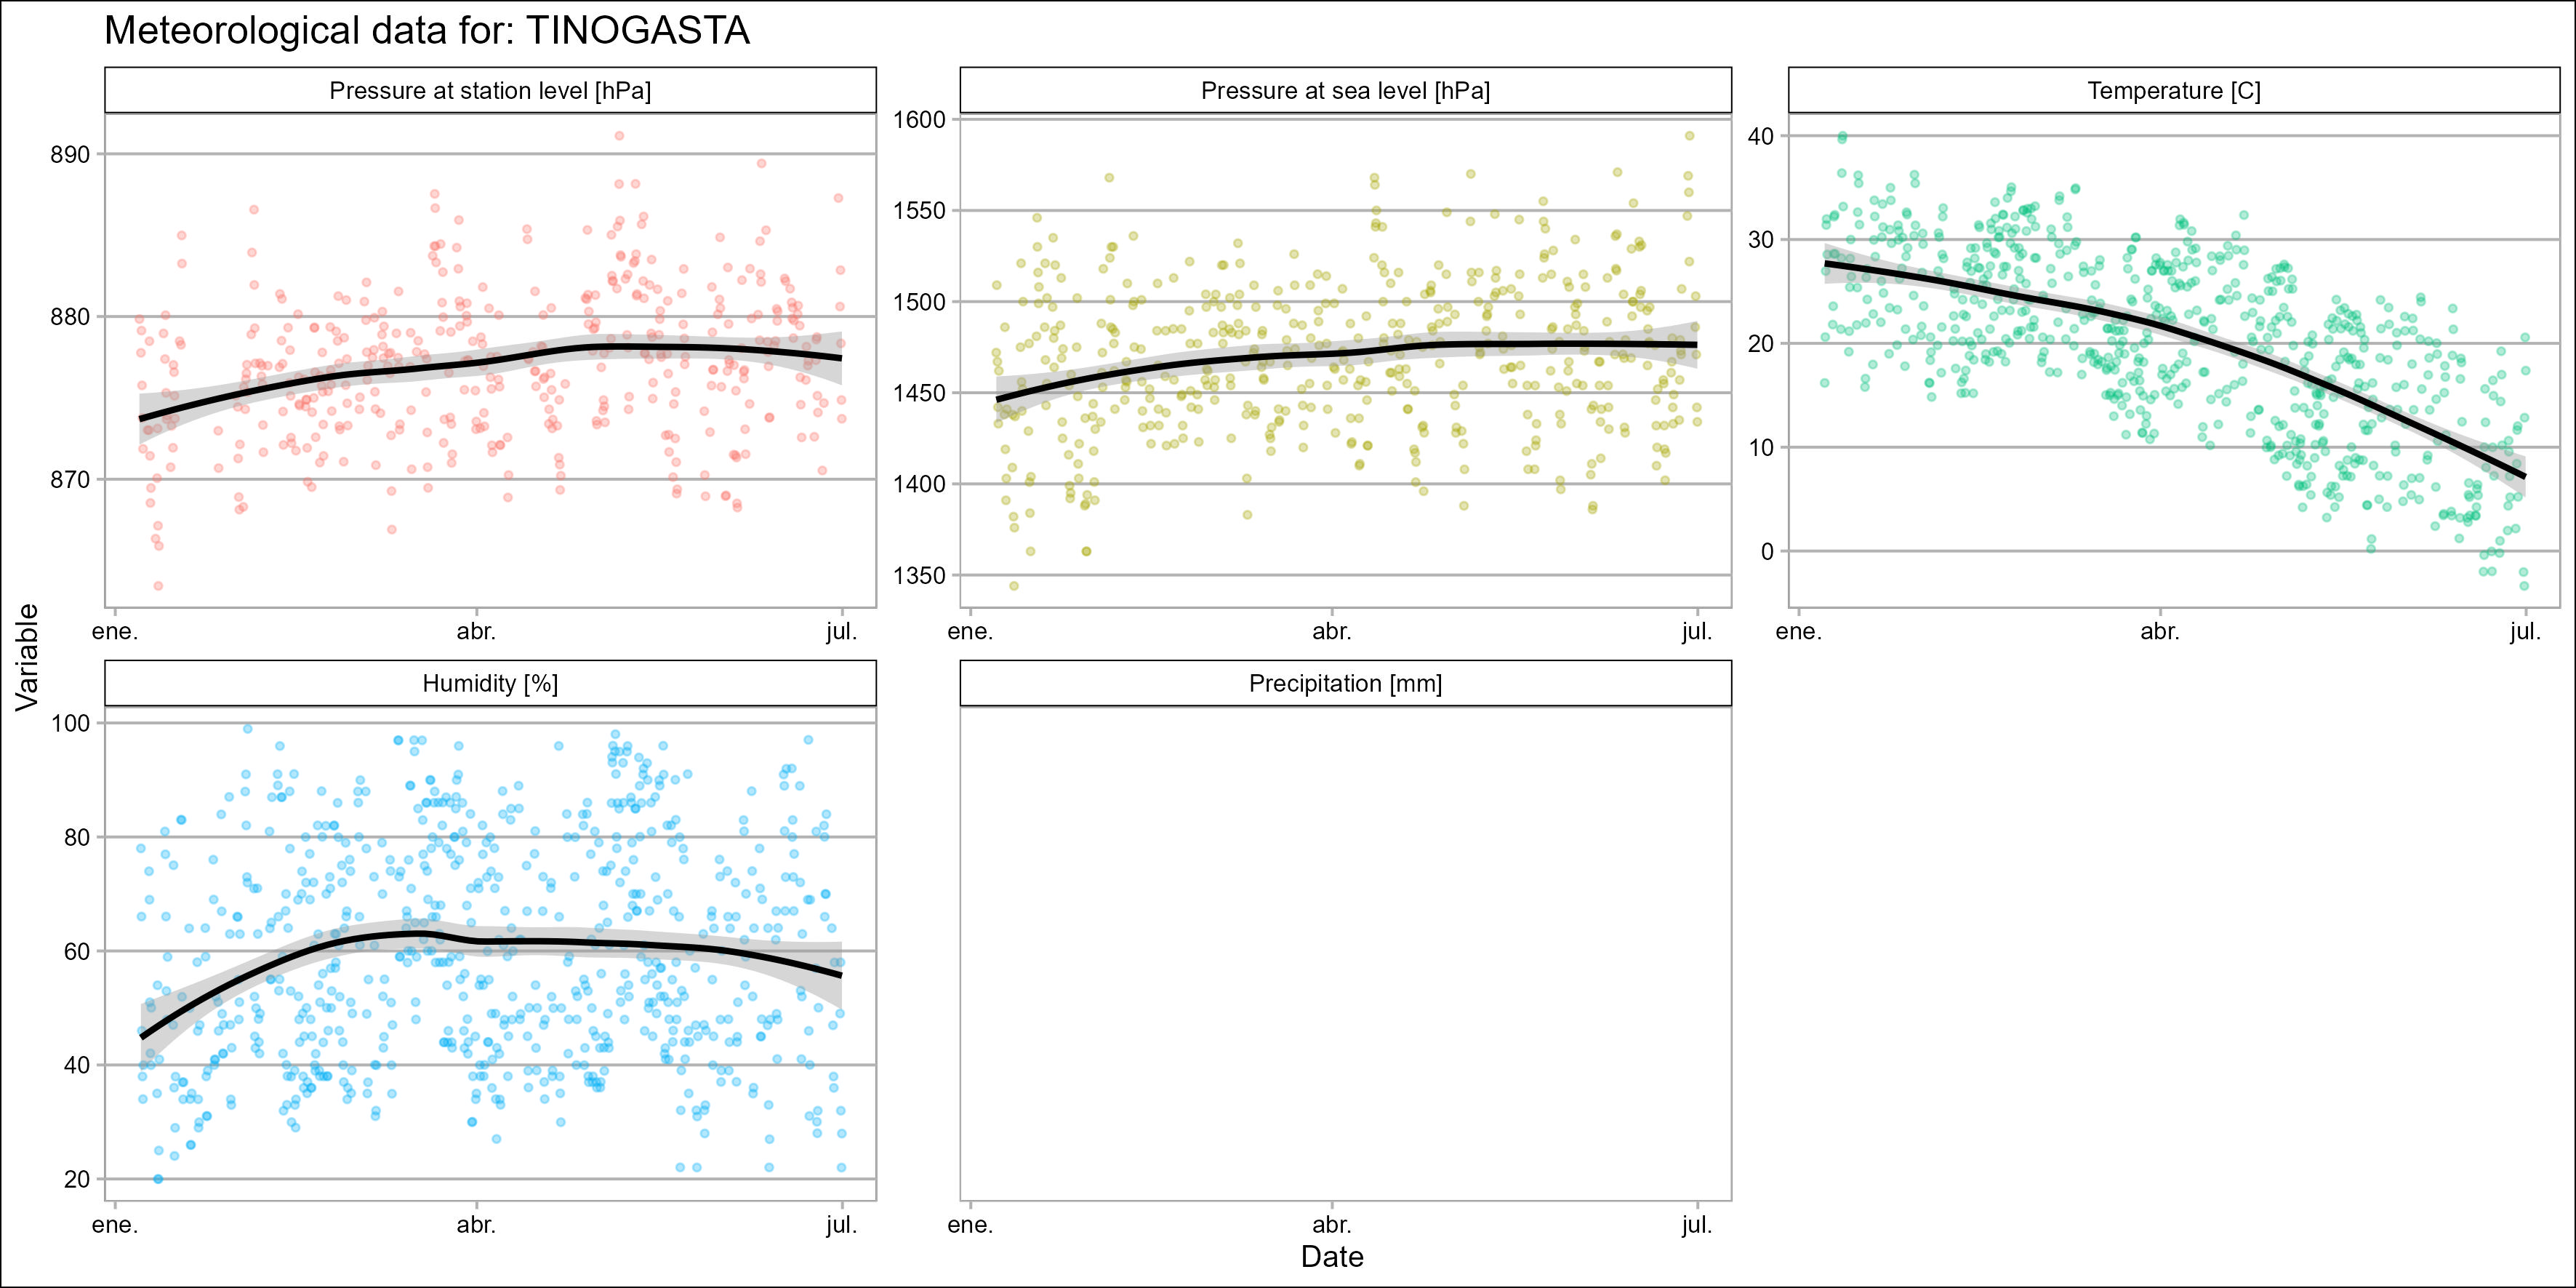 Meteorological data for: TINOGASTA
Pressure at station level [hPa]
Pressure at sea level [hPa]
Temperature [C]
890
880
870
1600
1550
1500
1450
1400
1350
40
30
20
10
0
ene. abr. jul.
ene. abr. jul.
ene. abr. jul.
Variable
Humidity [%]
Precipitation [mm]
100
80
60
40
20
ene. abr. jul.
ene. abr. jul.
Date